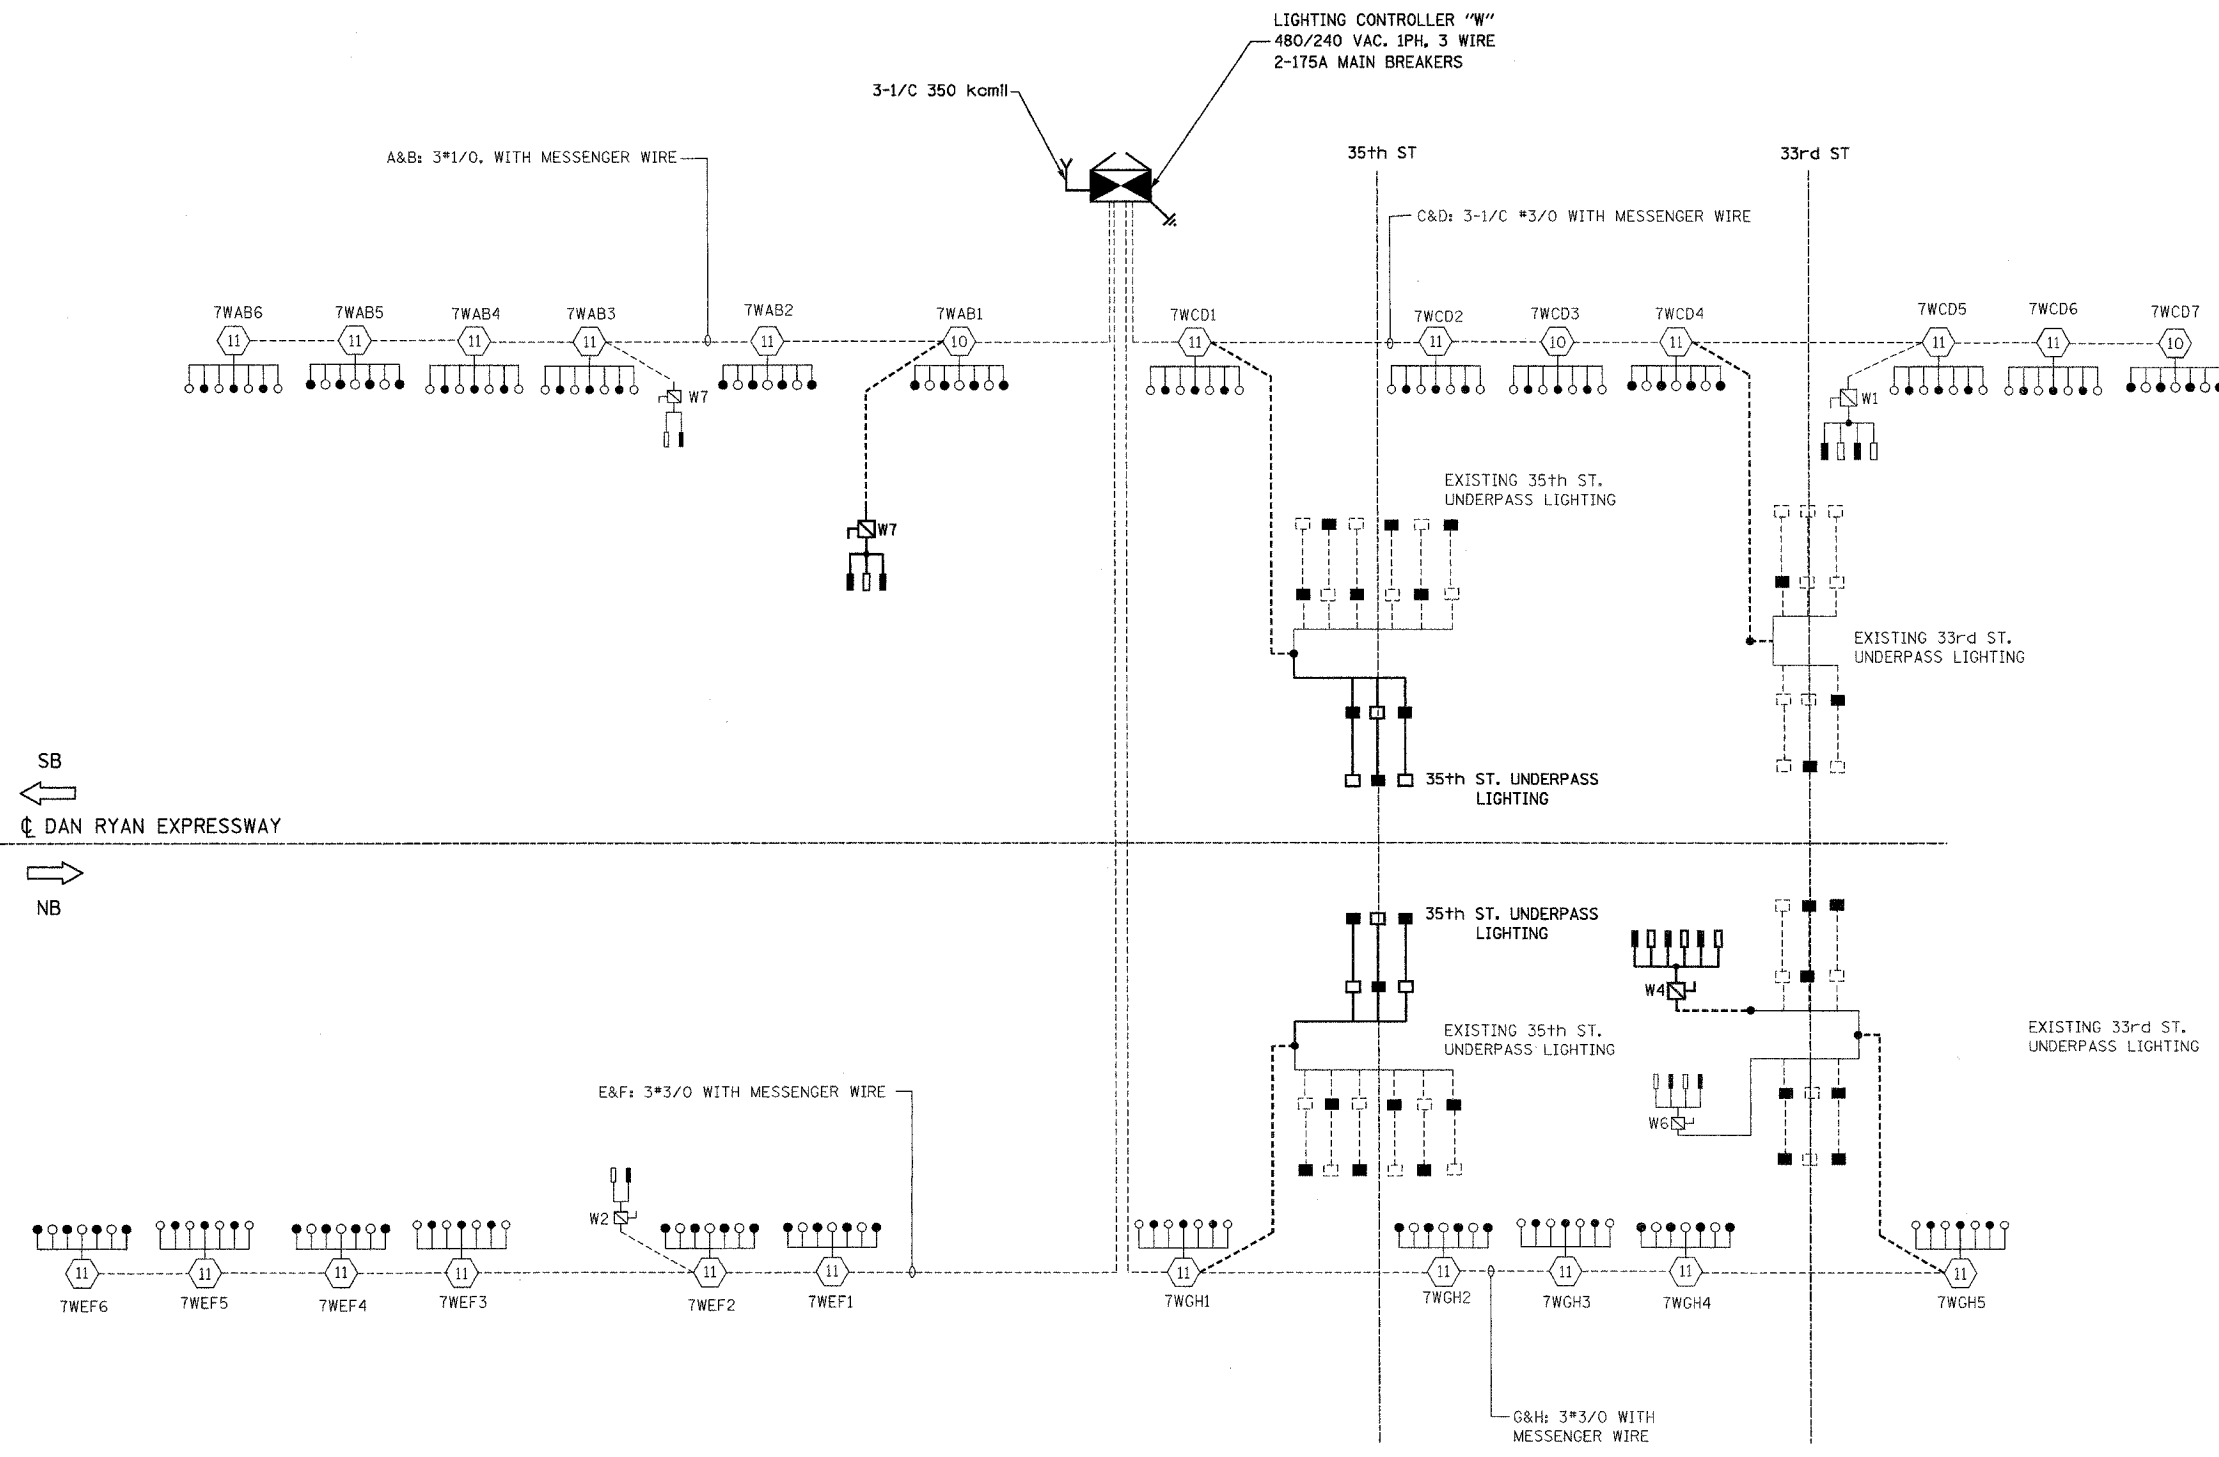 LIGHTING CONTROLLER "W"
480/240 VAC. 1PH, 3 WIRE
2-175A MAIN BREAKERS
3-1/C 350 kcmil
A&B: 3#1/0, WITH MESSENGER WIRE
35th ST
33rd ST
C&D: 3-1/C #3/0 WITH MESSENGER WIRE
7WAB6
7WAB5
7WAB4
7WAB3
7WAB2
7WAB1
7WCD1
7WCD2
7WCD3
7WCD4
7WCD5
7WCD6
7WCD7
11
11
11
11
11
10
11
11
10
11
11
11
10
W7
W1
EXISTING 35th ST.
UNDERPASS LIGHTING
W7
EXISTING 33rd ST.
UNDERPASS LIGHTING
SB
35th ST. UNDERPASS
LIGHTING
℄ DAN RYAN EXPRESSWAY
NB
35th ST. UNDERPASS
LIGHTING
W4
EXISTING 35th ST.
UNDERPASS LIGHTING
EXISTING 33rd ST.
UNDERPASS LIGHTING
E&F: 3#3/0 WITH MESSENGER WIRE
W6
W2
11
11
11
11
11
11
11
11
11
11
11
7WEF6
7WEF5
7WEF4
7WEF3
7WEF2
7WEF1
7WGH1
7WGH2
7WGH3
7WGH4
7WGH5
G&H: 3#3/0 WITH
MESSENGER WIRE